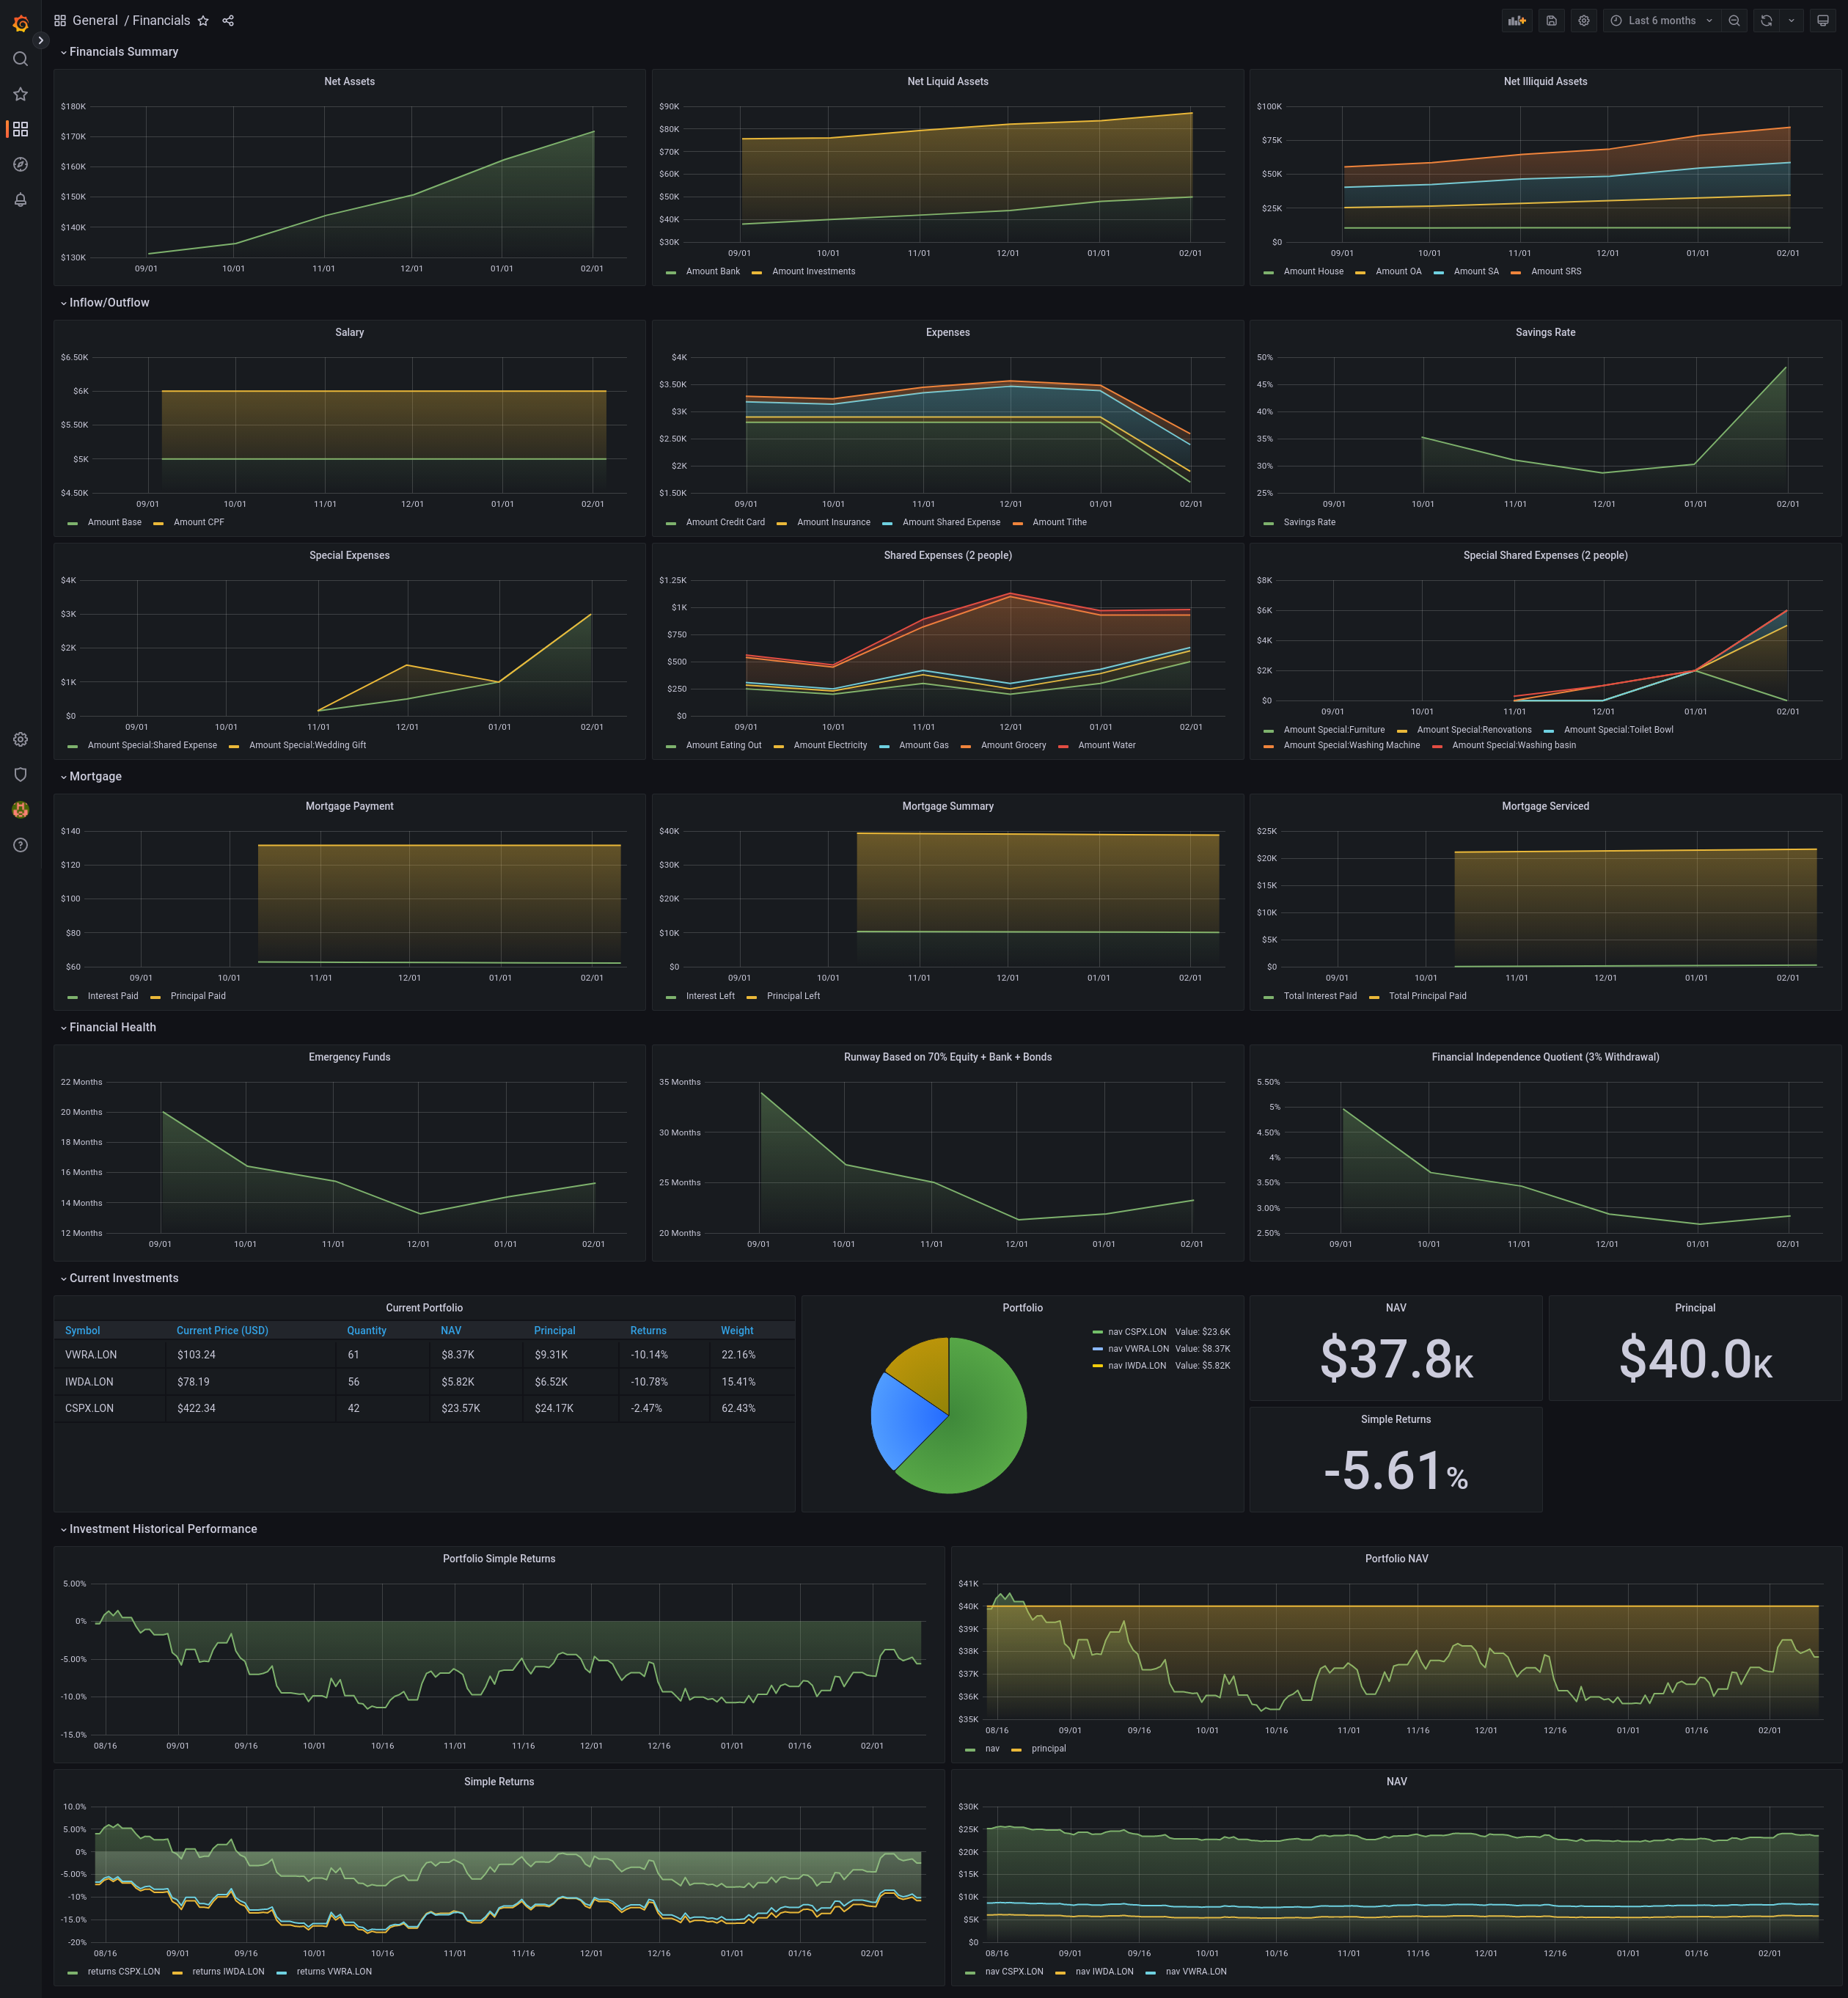 General / Financials
Last 6 months
Financials Summary
Net Assets
$180K
$170K
$160K
$150K
$140K
$130K
09/01 10/01 11/01 12/01 01/01 02/01
Net Liquid Assets
$90K
$80K
$70K
$60K
$50K
$40K
$30K
09/01 10/01 11/01 12/01 01/01 02/01
Amount Bank Amount Investments
Net Illiquid Assets
$100K
$75K
$50K
$25K
$0
09/01 10/01 11/01 12/01 01/01 02/01
Amount House Amount OA Amount SA Amount SRS
Inflow/Outflow
Salary
$6.50K
$6K
$5.50K
$5K
$4.50K
09/01 10/01 11/01 12/01 01/01 02/01
Amount Base Amount CPF
Expenses
$4K
$3.50K
$3K
$2.50K
$2K
$1.50K
09/01 10/01 11/01 12/01 01/01 02/01
Amount Credit Card Amount Insurance Amount Shared Expense Amount Tithe
Savings Rate
50%
45%
40%
35%
30%
25%
09/01 10/01 11/01 12/01 01/01 02/01
Savings Rate
Special Expenses
$4K
$3K
$2K
$1K
$0
09/01 10/01 11/01 12/01 01/01 02/01
Amount Special:Shared Expense Amount Special:Wedding Gift
Shared Expenses (2 people)
$1.25K
$1K
$750
$500
$250
$0
09/01 10/01 11/01 12/01 01/01 02/01
Amount Eating Out Amount Electricity Amount Gas Amount Grocery Amount Water
Special Shared Expenses (2 people)
$8K
$6K
$4K
$2K
$0
09/01 10/01 11/01 12/01 01/01 02/01
Amount Special:Furniture Amount Special:Renovations Amount Special:Toilet Bowl
Amount Special:Washing Machine Amount Special:Washing basin
Mortgage
Mortgage Payment
$140
$120
$100
$80
$60
09/01 10/01 11/01 12/01 01/01 02/01
Interest Paid Principal Paid
Mortgage Summary
$40K
$30K
$20K
$10K
$0
09/01 10/01 11/01 12/01 01/01 02/01
Interest Left Principal Left
Mortgage Serviced
$25K
$20K
$15K
$10K
$5K
$0
09/01 10/01 11/01 12/01 01/01 02/01
Total Interest Paid Total Principal Paid
Financial Health
Emergency Funds
22 Months
20 Months
18 Months
16 Months
14 Months
12 Months
09/01 10/01 11/01 12/01 01/01 02/01
Runway Based on 70% Equity + Bank + Bonds
35 Months
30 Months
25 Months
20 Months
09/01 10/01 11/01 12/01 01/01 02/01
Financial Independence Quotient (3% Withdrawal)
5.50%
5%
4.50%
4%
3.50%
3.00%
2.50%
09/01 10/01 11/01 12/01 01/01 02/01
Current Investments
Current Portfolio
Symbol Current Price (USD) Quantity NAV Principal Returns Weight
VWRA.LON $103.24 61 $8.37K $9.31K -10.14% 22.16%
IWDA.LON $78.19 56 $5.82K $6.52K -10.78% 15.41%
CSPX.LON $422.34 42 $23.57K $24.17K -2.47% 62.43%
Portfolio
nav CSPX.LON Value: $23.6K
nav VWRA.LON Value: $8.37K
nav IWDA.LON Value: $5.82K
NAV
$37.8K
Principal
$40.0K
Simple Returns
-5.61%
Investment Historical Performance
Portfolio Simple Returns
5.00%
0%
-5.00%
-10.0%
-15.0%
08/16 09/01 09/16 10/01 10/16 11/01 11/16 12/01 12/16 01/01 01/16 02/01
Portfolio NAV
$41K
$40K
$39K
$38K
$37K
$36K
$35K
08/16 09/01 09/16 10/01 10/16 11/01 11/16 12/01 12/16 01/01 01/16 02/01
nav principal
Simple Returns
10.0%
5.00%
0%
-5.00%
-10%
-15.0%
-20%
08/16 09/01 09/16 10/01 10/16 11/01 11/16 12/01 12/16 01/01 01/16 02/01
returns CSPX.LON returns IWDA.LON returns VWRA.LON
NAV
$30K
$25K
$20K
$15K
$10K
$5K
$0
08/16 09/01 09/16 10/01 10/16 11/01 11/16 12/01 12/16 01/01 01/16 02/01
nav CSPX.LON nav IWDA.LON nav VWRA.LON